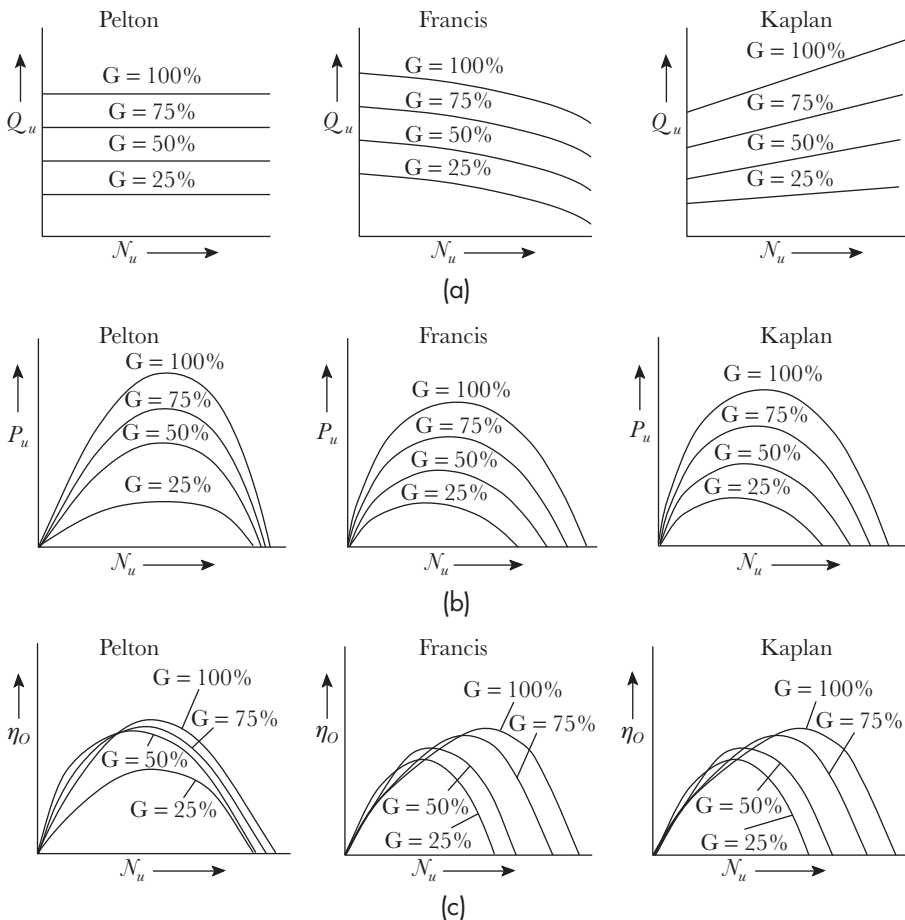 Pelton
Francis
Kaplan
Q_u
G = 100%
G = 75%
G = 50%
G = 25%
N_u
Q_u
G = 100%
G = 75%
G = 50%
G = 25%
N_u
Q_u
G = 100%
G = 75%
G = 50%
G = 25%
N_u
(a)
Pelton
Francis
Kaplan
P_u
G = 100%
G = 75%
G = 50%
G = 25%
N_u
P_u
G = 100%
G = 75%
G = 50%
G = 25%
N_u
P_u
G = 100%
G = 75%
G = 50%
G = 25%
N_u
(b)
Pelton
Francis
Kaplan
η_O
G = 100%
G = 75%
G = 50%
G = 25%
N_u
η_O
G = 100%
G = 75%
G = 50%
G = 25%
N_u
η_O
G = 100%
G = 75%
G = 50%
G = 25%
N_u
(c)